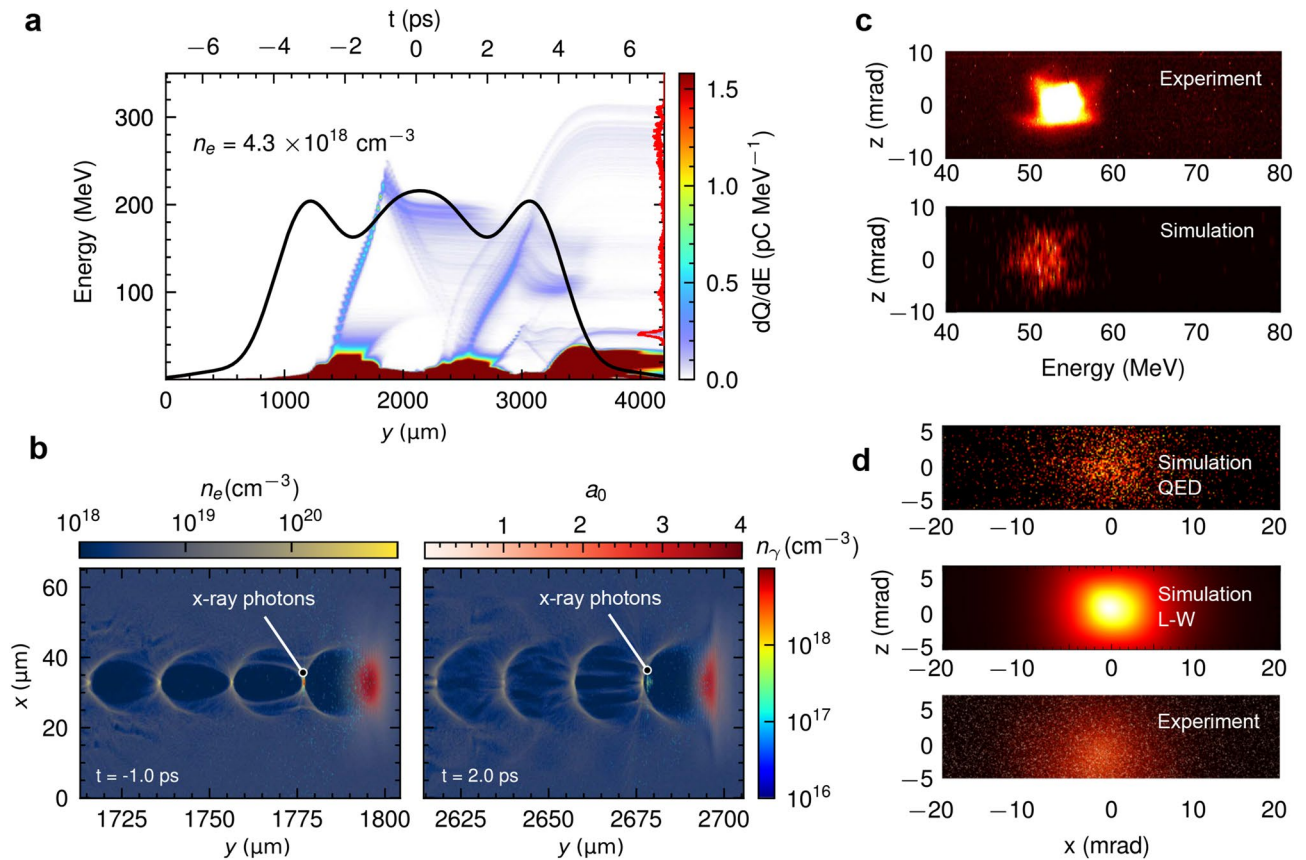 a
t (ps)
−6 −4 −2 0 2 4 6
Energy (MeV)
300
200
100
n_e = 4.3 ×10^18 cm^−3
0 1000 2000 3000 4000
y (μm)
1.5
1.0
0.5
0.0
dQ/dE (pC MeV^−1)
b
n_e(cm^−3)
10^18 10^19 10^20
a_0
1 2 3 4
x (μm)
60
40
20
0
x-ray photons
t = -1.0 ps
1725 1750 1775 1800
y (μm)
x-ray photons
t = 2.0 ps
2625 2650 2675 2700
y (μm)
n_γ(cm^−3)
10^18
10^17
10^16
c
z (mrad)
10
0
−10
Experiment
40 50 60 70 80
z (mrad)
10
0
−10
Simulation
40 50 60 70 80
Energy (MeV)
d
5
0
−5
Simulation
QED
−20 −10 0 10 20
z (mrad)
5
0
−5
Simulation
L-W
5
0
−5
Experiment
−20 −10 0 10 20
x (mrad)